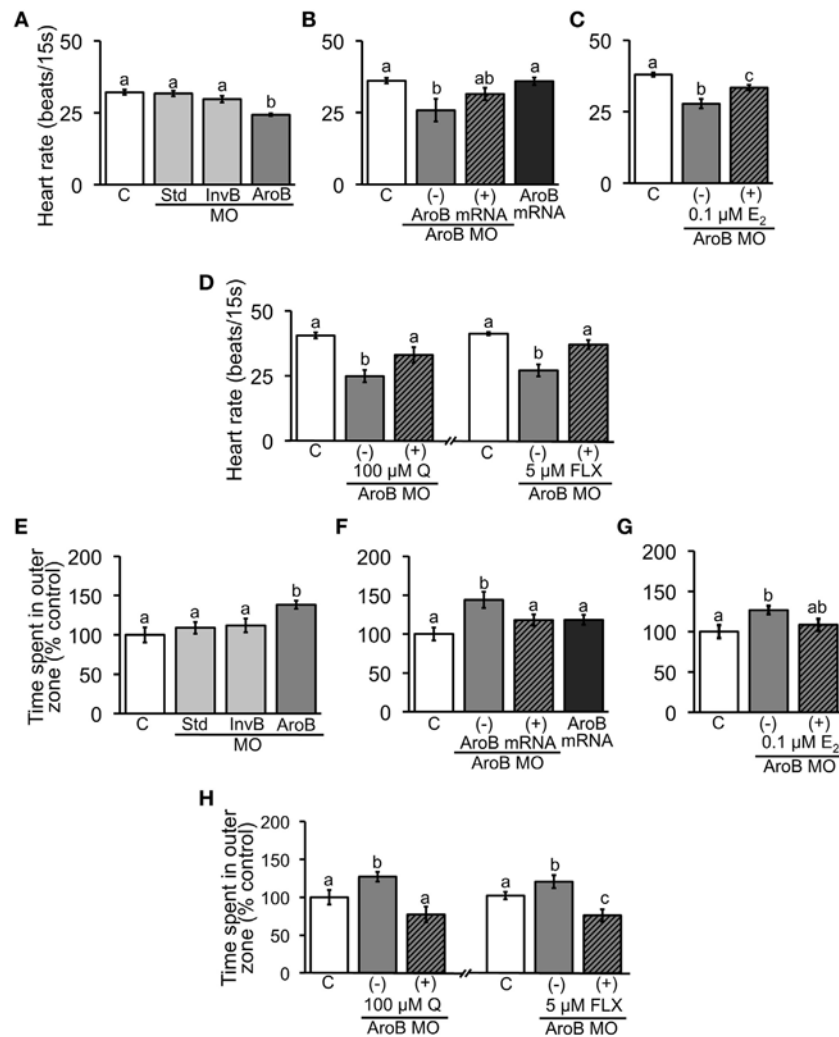 A
Heart rate (beats/15s)
50
25
0
a
a
a
b
C
Std
InvB
AroB
MO
B
50
25
0
a
b
ab
a
C
(-)
(+)
AroB mRNA
AroB MO
AroB
mRNA
C
50
25
0
a
b
c
C
(-)
(+)
0.1 µM E₂
AroB MO
D
Heart rate (beats/15s)
50
25
0
a
b
a
a
b
a
C
(-)
(+)
100 µM Q
AroB MO
C
(-)
(+)
5 µM FLX
AroB MO
E
Time spent in outer
zone (% control)
200
150
100
50
0
a
a
a
b
C
Std
InvB
AroB
MO
F
200
150
100
50
0
a
b
a
a
C
(-)
(+)
AroB mRNA
AroB MO
AroB
mRNA
G
200
150
100
50
0
a
b
ab
C
(-)
(+)
0.1 µM E₂
AroB MO
H
Time spent in outer
zone (% control)
200
150
100
50
0
a
b
a
a
b
c
C
(-)
(+)
100 µM Q
AroB MO
C
(-)
(+)
5 µM FLX
AroB MO